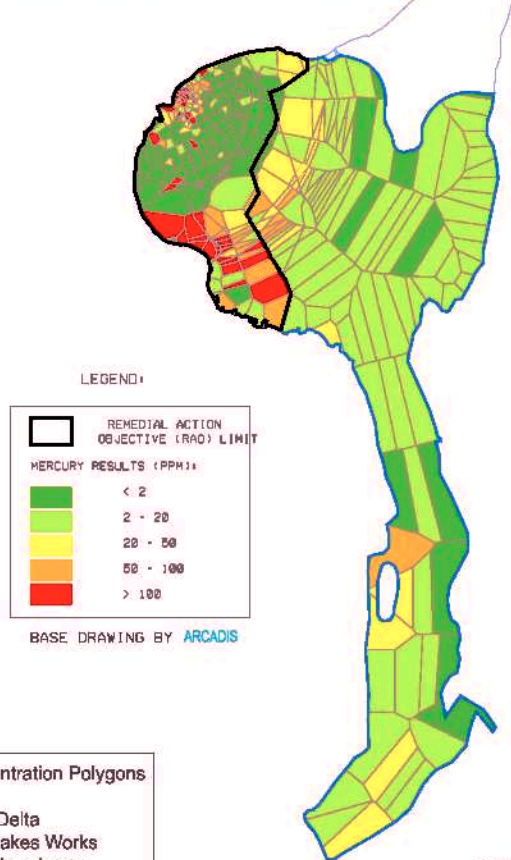 LEGEND:
REMEDIAL ACTION
OBJECTIVE (RAO) LIMIT
MERCURY RESULTS (PPM):
< 2
2 - 20
20 - 50
50 - 100
> 100
BASE DRAWING BY ARCADIS
ntration Polygons
Delta
akes Works